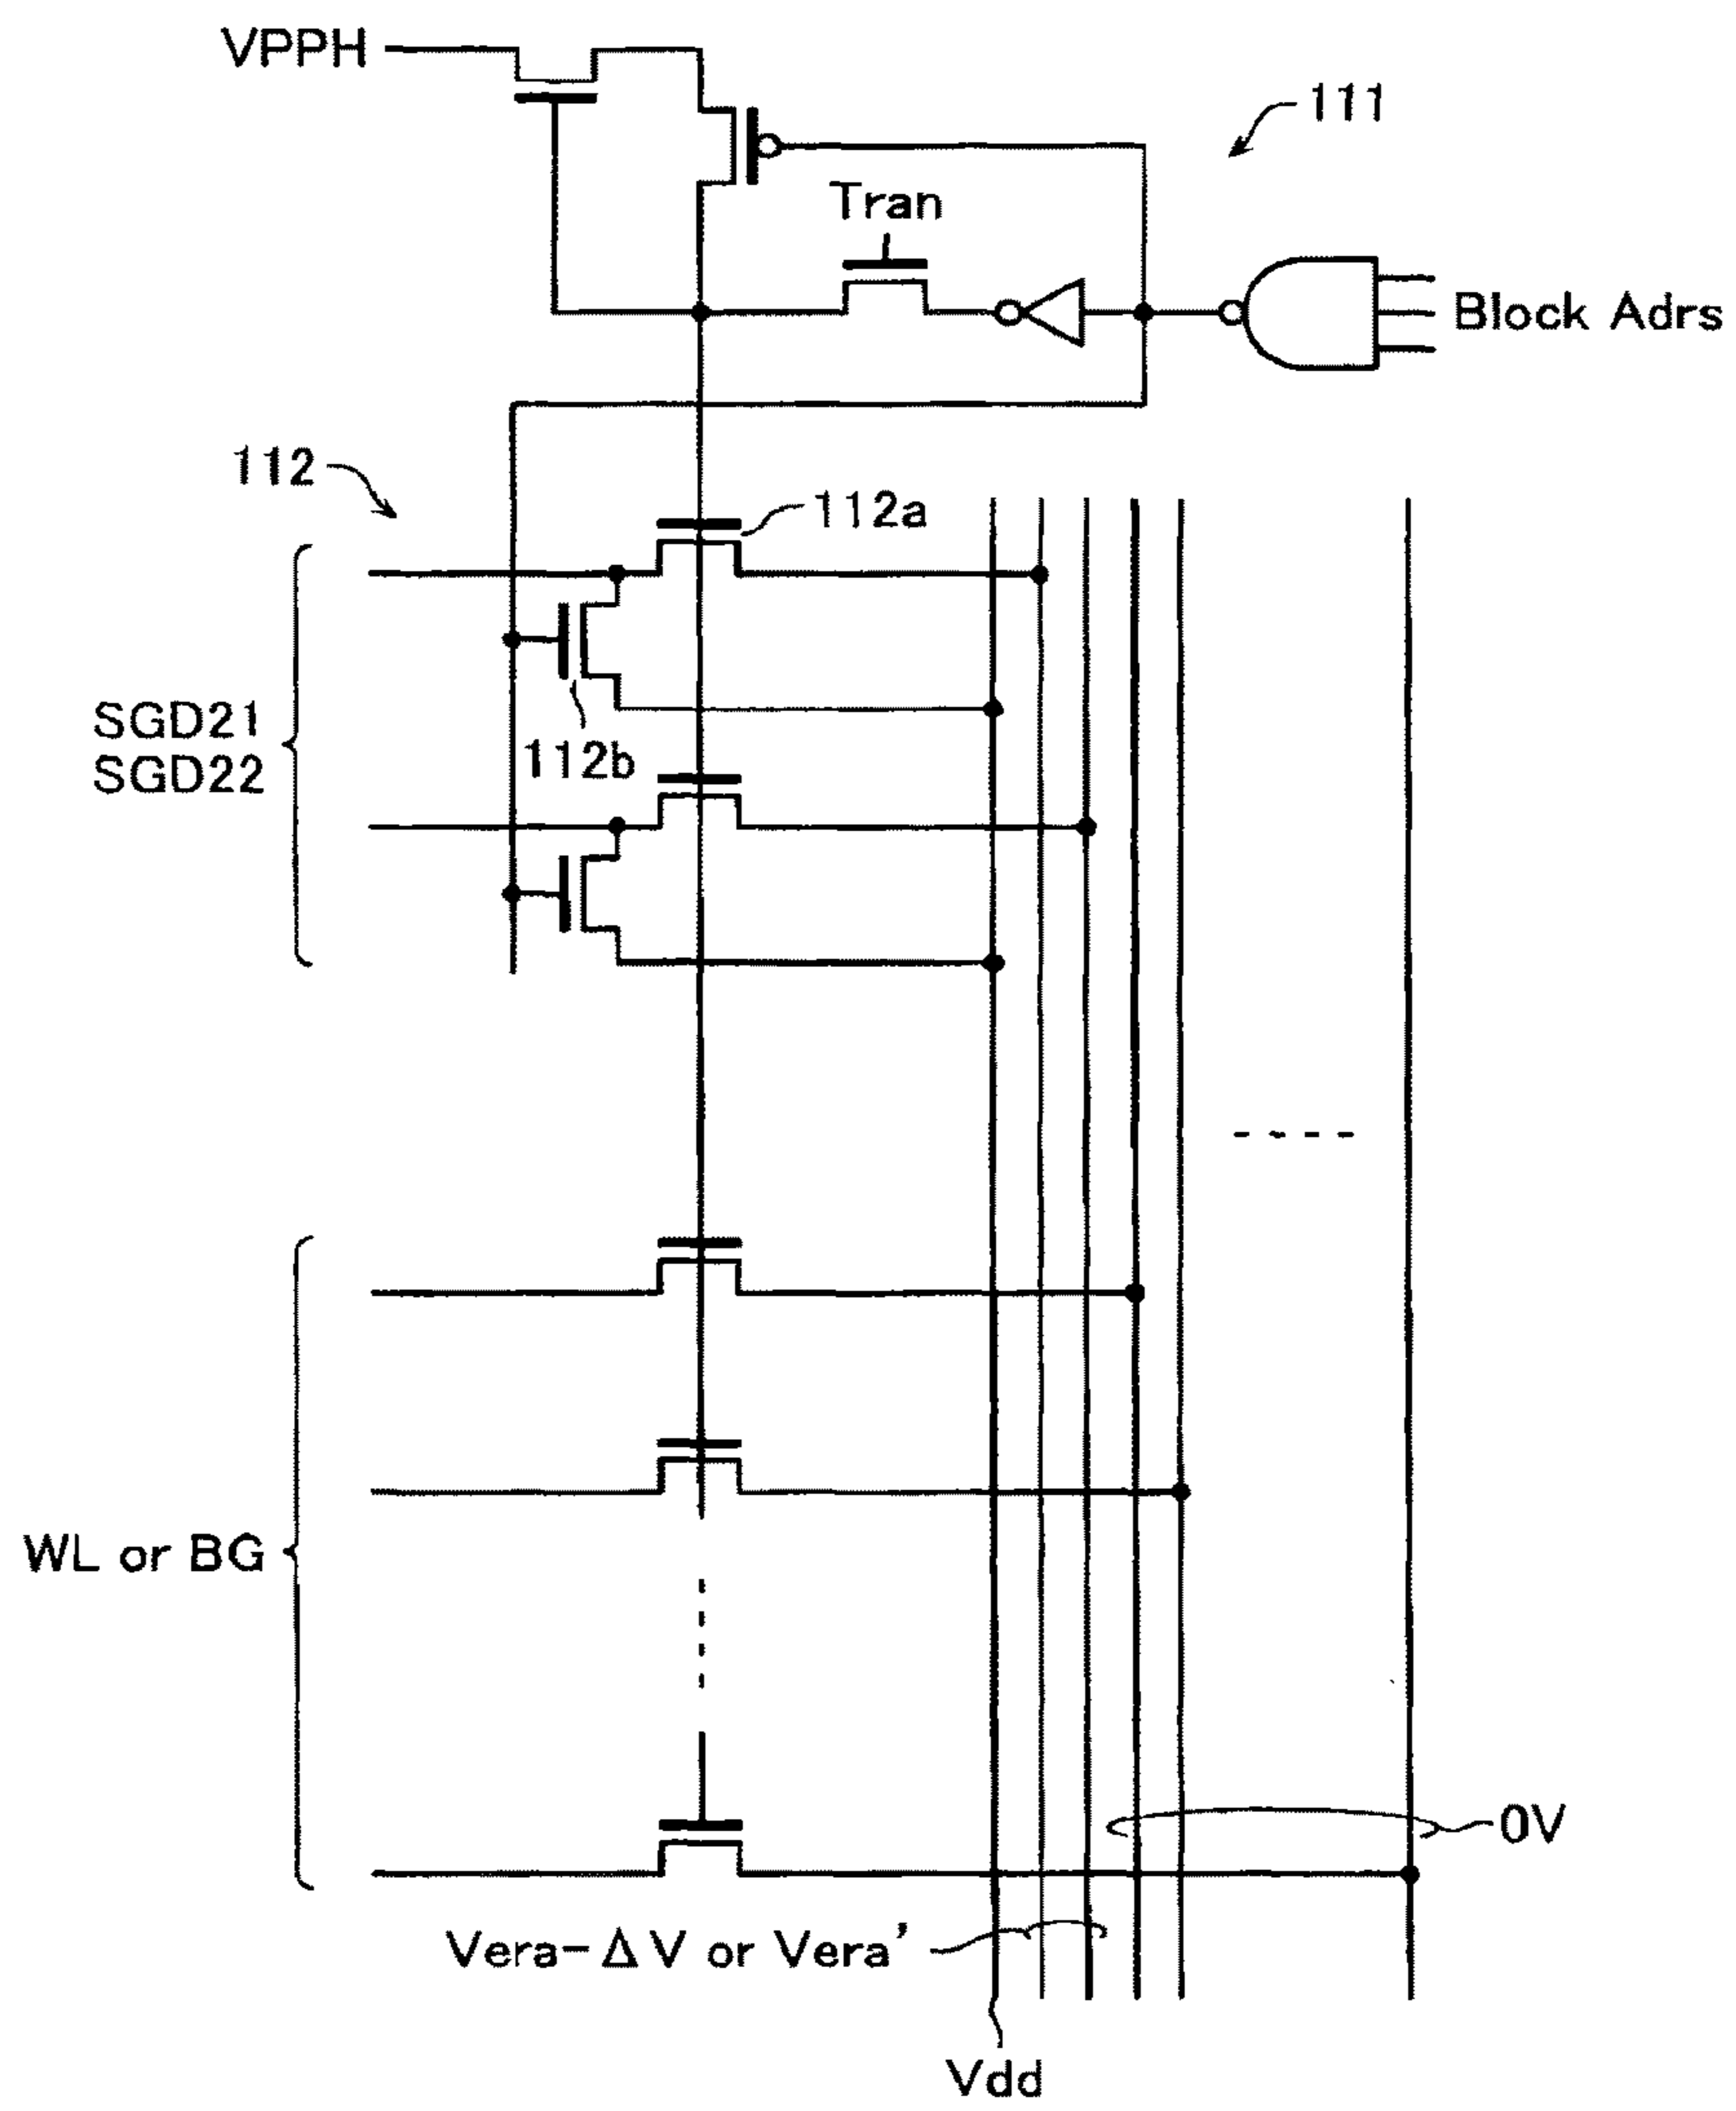 VPPH
111
Tran
Block Adrs
112
112a
SGD21
SGD22
112b
WL or BG
0V
Vera-ΔV or Vera'
Vdd